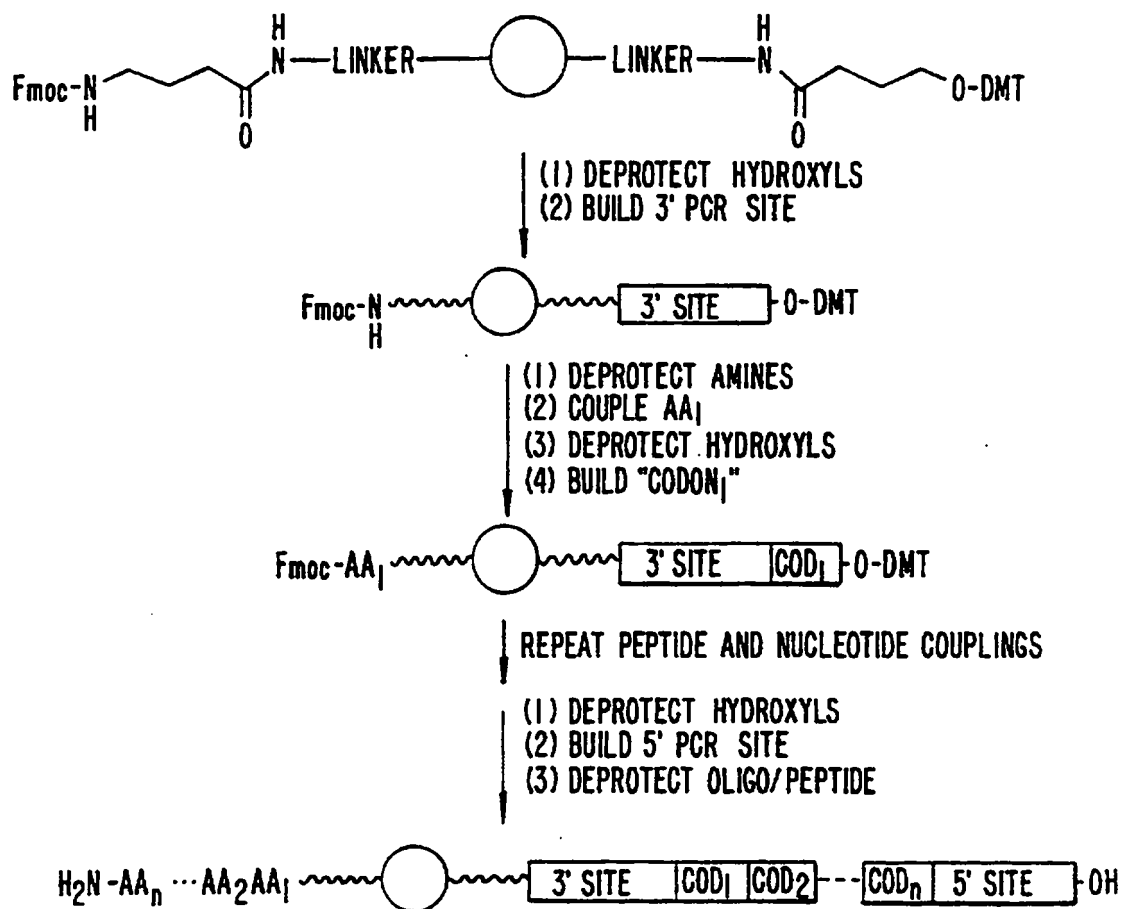 H H
Fmoc-N N-LINKER LINKER-N O-DMT
H O O
(1) DEPROTECT HYDROXYLS
(2) BUILD 3' PCR SITE
Fmoc-N 3' SITE O-DMT
H
(1) DEPROTECT AMINES
(2) COUPLE AA1
(3) DEPROTECT HYDROXYLS
(4) BUILD "CODON1"
Fmoc-AA1 3' SITE COD1 O-DMT
REPEAT PEPTIDE AND NUCLEOTIDE COUPLINGS
(1) DEPROTECT HYDROXYLS
(2) BUILD 5' PCR SITE
(3) DEPROTECT OLIGO/PEPTIDE
H2N-AAn ··· AA2AA1 3' SITE COD1 COD2 --- CODn 5' SITE OH